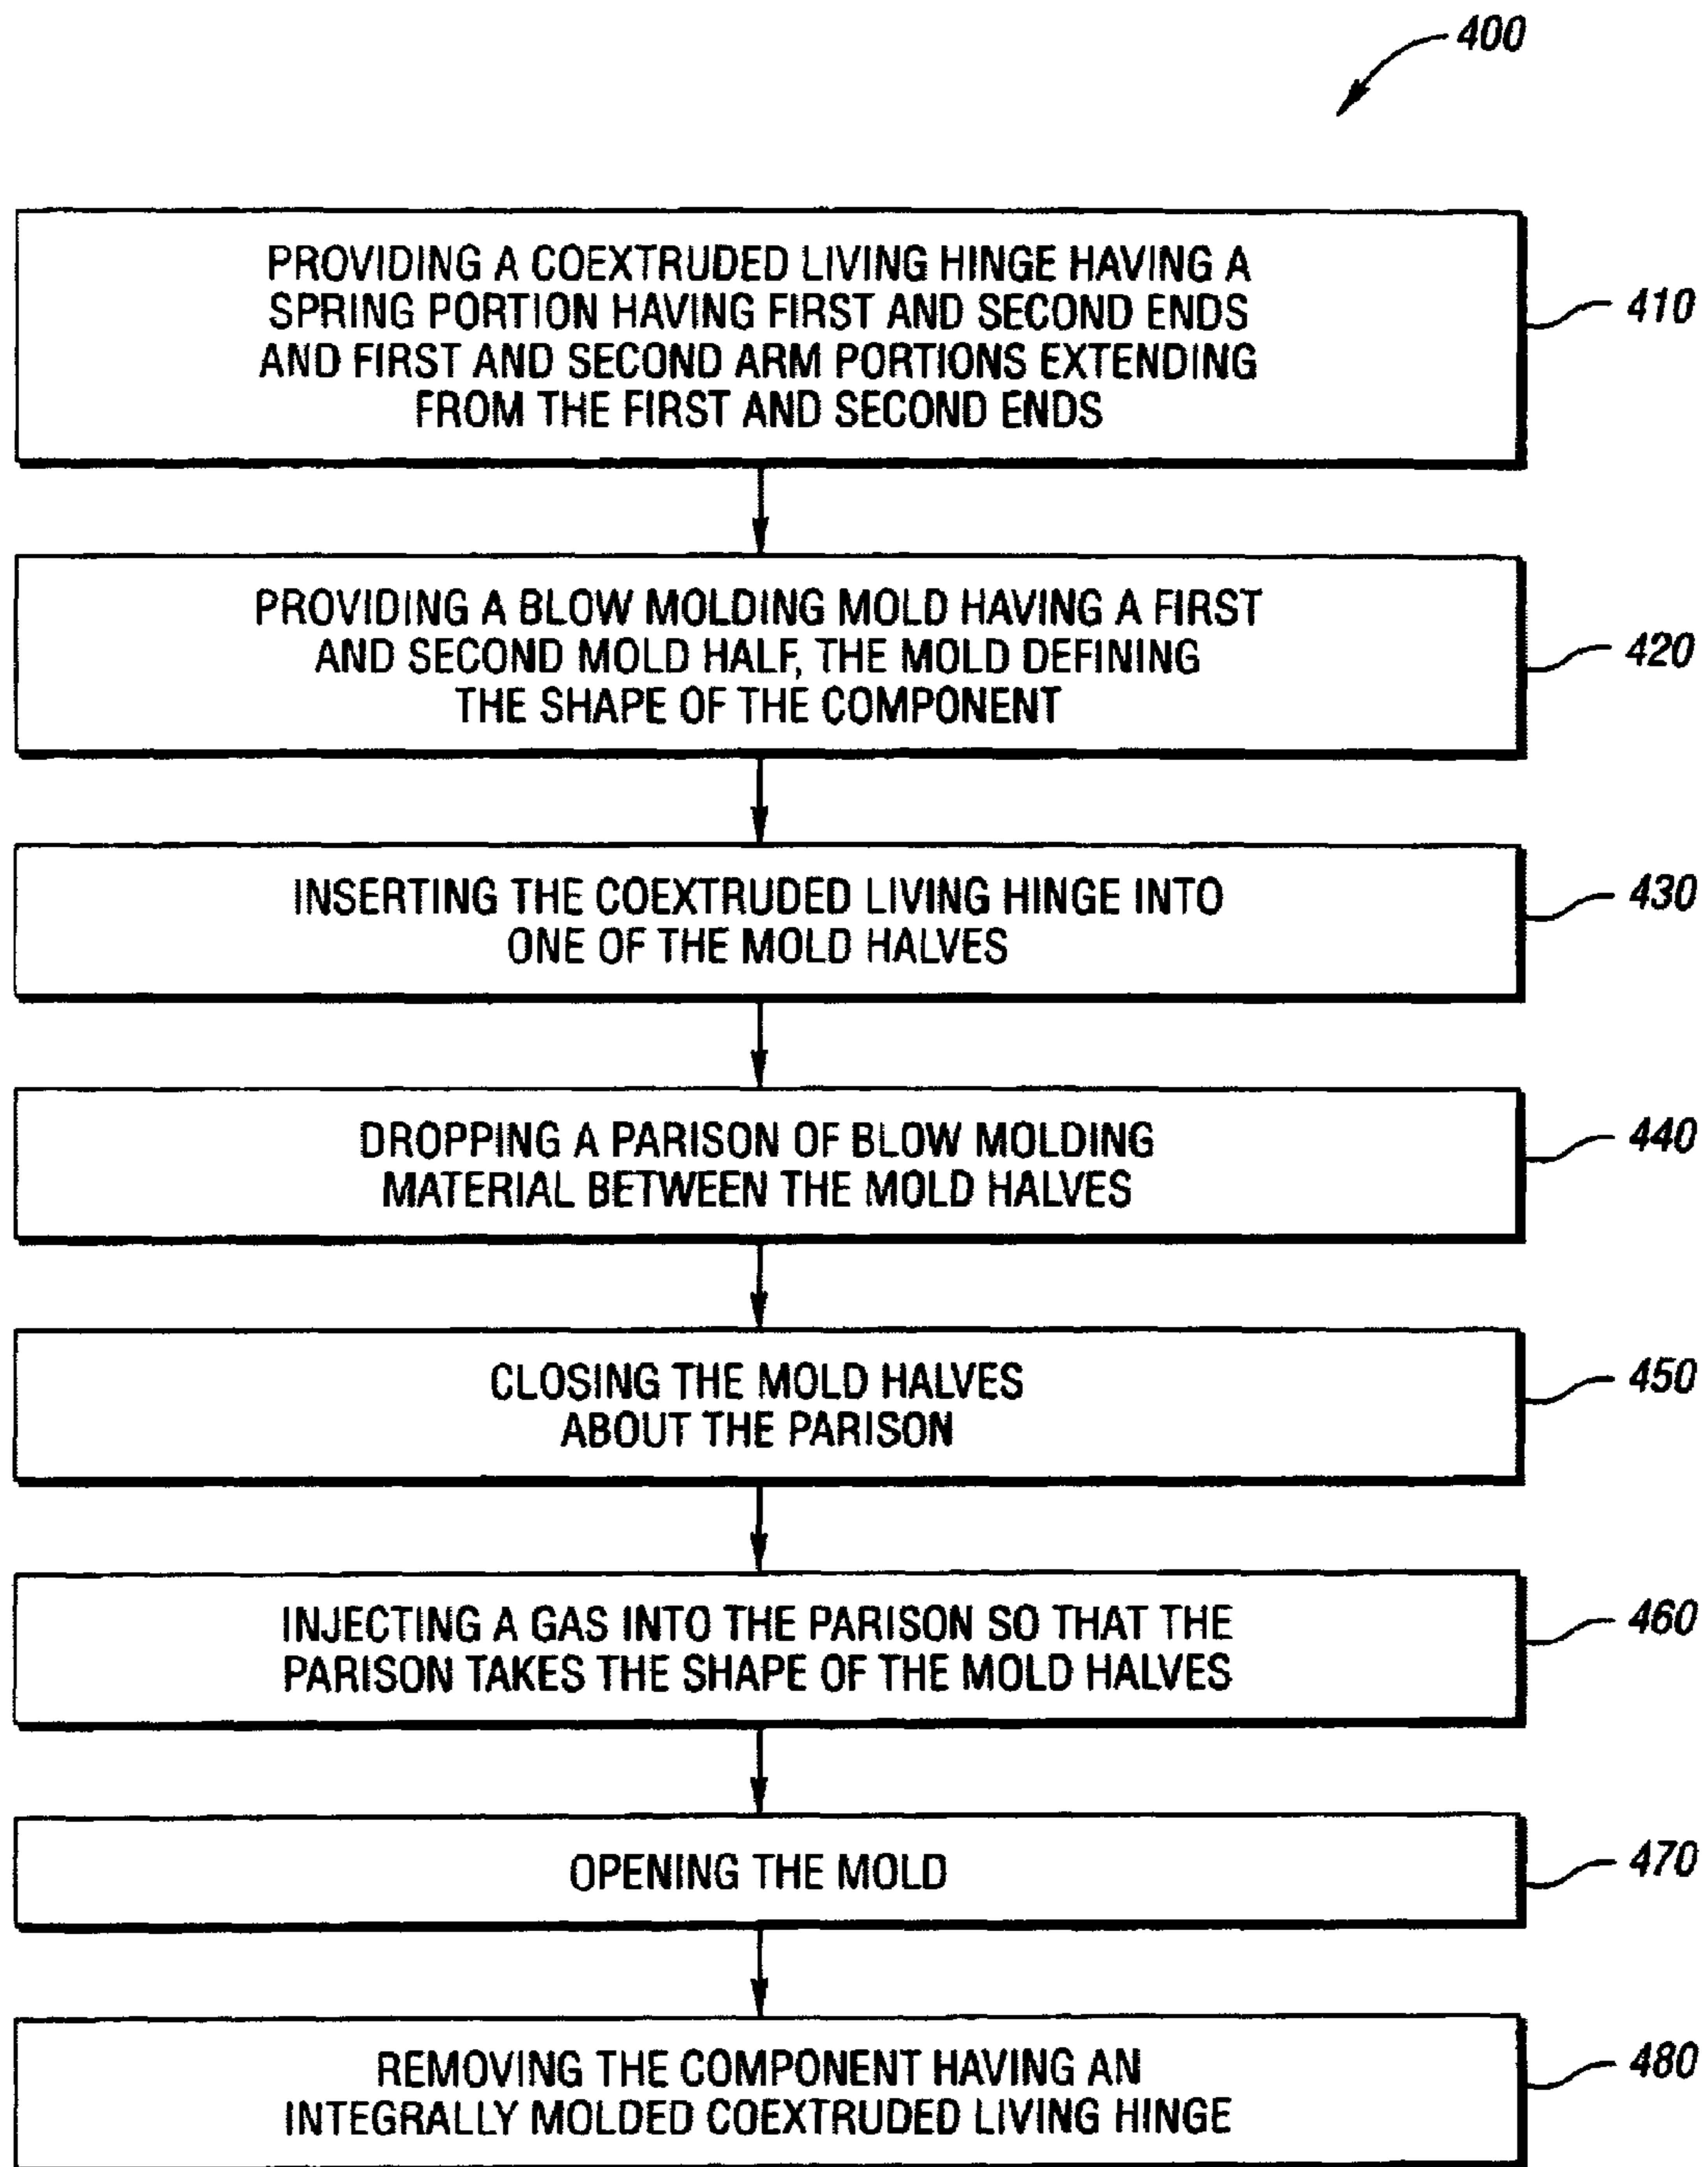 400
PROVIDING A COEXTRUDED LIVING HINGE HAVING A
SPRING PORTION HAVING FIRST AND SECOND ENDS
AND FIRST AND SECOND ARM PORTIONS EXTENDING
FROM THE FIRST AND SECOND ENDS
410
PROVIDING A BLOW MOLDING MOLD HAVING A FIRST
AND SECOND MOLD HALF, THE MOLD DEFINING
THE SHAPE OF THE COMPONENT
420
INSERTING THE COEXTRUDED LIVING HINGE INTO
ONE OF THE MOLD HALVES
430
DROPPING A PARISON OF BLOW MOLDING
MATERIAL BETWEEN THE MOLD HALVES
440
CLOSING THE MOLD HALVES
ABOUT THE PARISON
450
INJECTING A GAS INTO THE PARISON SO THAT THE
PARISON TAKES THE SHAPE OF THE MOLD HALVES
460
OPENING THE MOLD
470
REMOVING THE COMPONENT HAVING AN
INTEGRALLY MOLDED COEXTRUDED LIVING HINGE
480